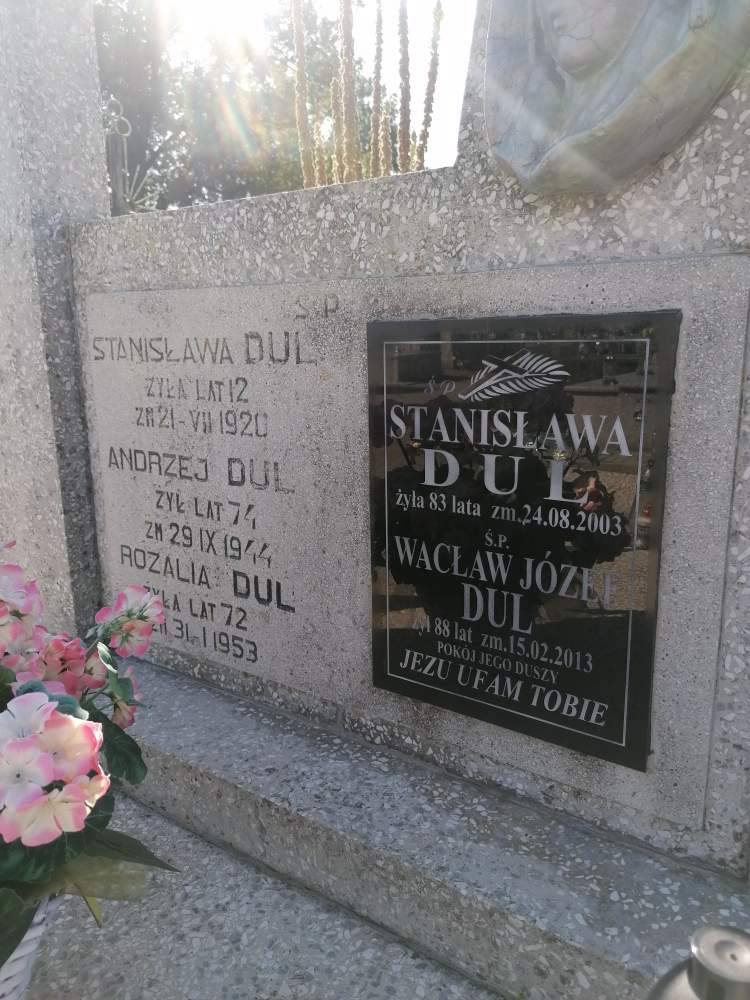 Ś P
STANISŁAWA DUL
ŻYŁA LAT 12
ZM 21-VII 1920
ANDRZEJ DUL
ŻYŁ LAT 74
ZM 29 IX 1944
ROZALIA DUL
ŻYŁA LAT 72
ZM 31-I 1953
Ś.P.
STANISŁAWA
DUL
żyła 83 lata zm.24.08.2003
Ś.P.
WACŁAW JÓZEF
DUL
żył 88 lat zm.15.02.2013
POKÓJ JEGO DUSZY
JEZU UFAM TOBIE